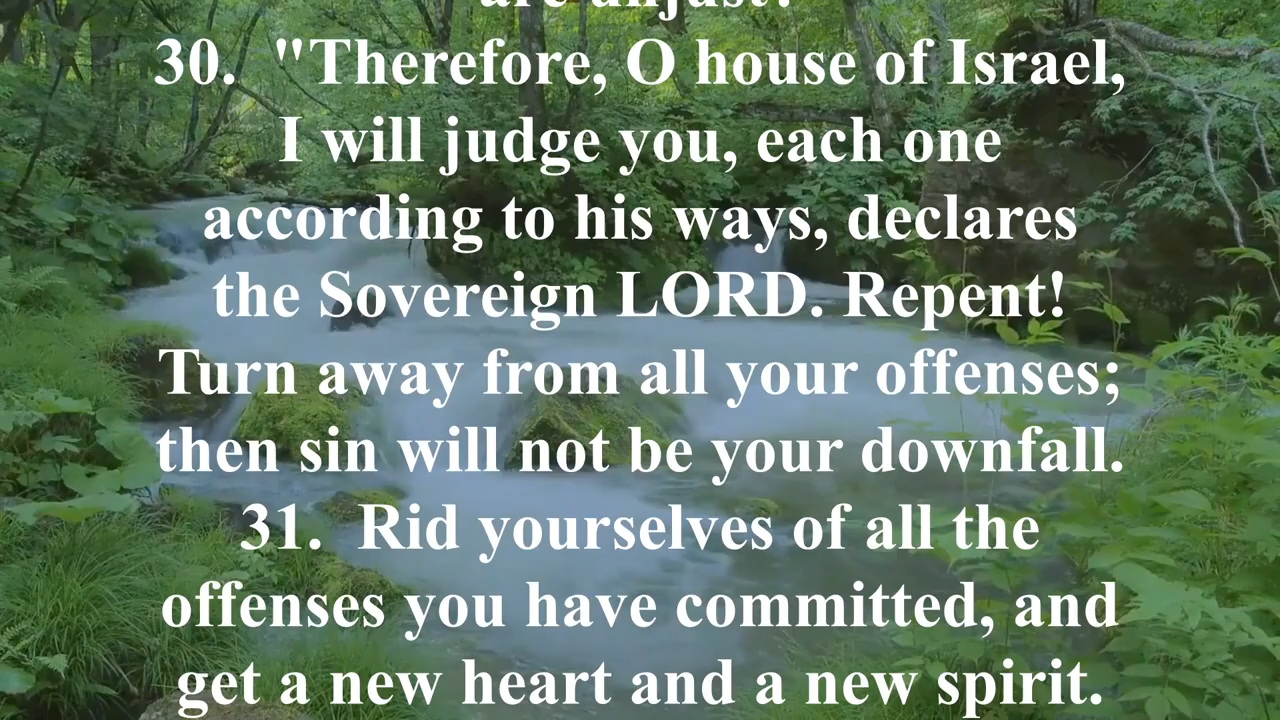 are unjust?
30. "Therefore, O house of Israel,
I will judge you, each one
according to his ways, declares
the Sovereign LORD. Repent!
Turn away from all your offenses;
then sin will not be your downfall.
31. Rid yourselves of all the
offenses you have committed, and
get a new heart and a new spirit.